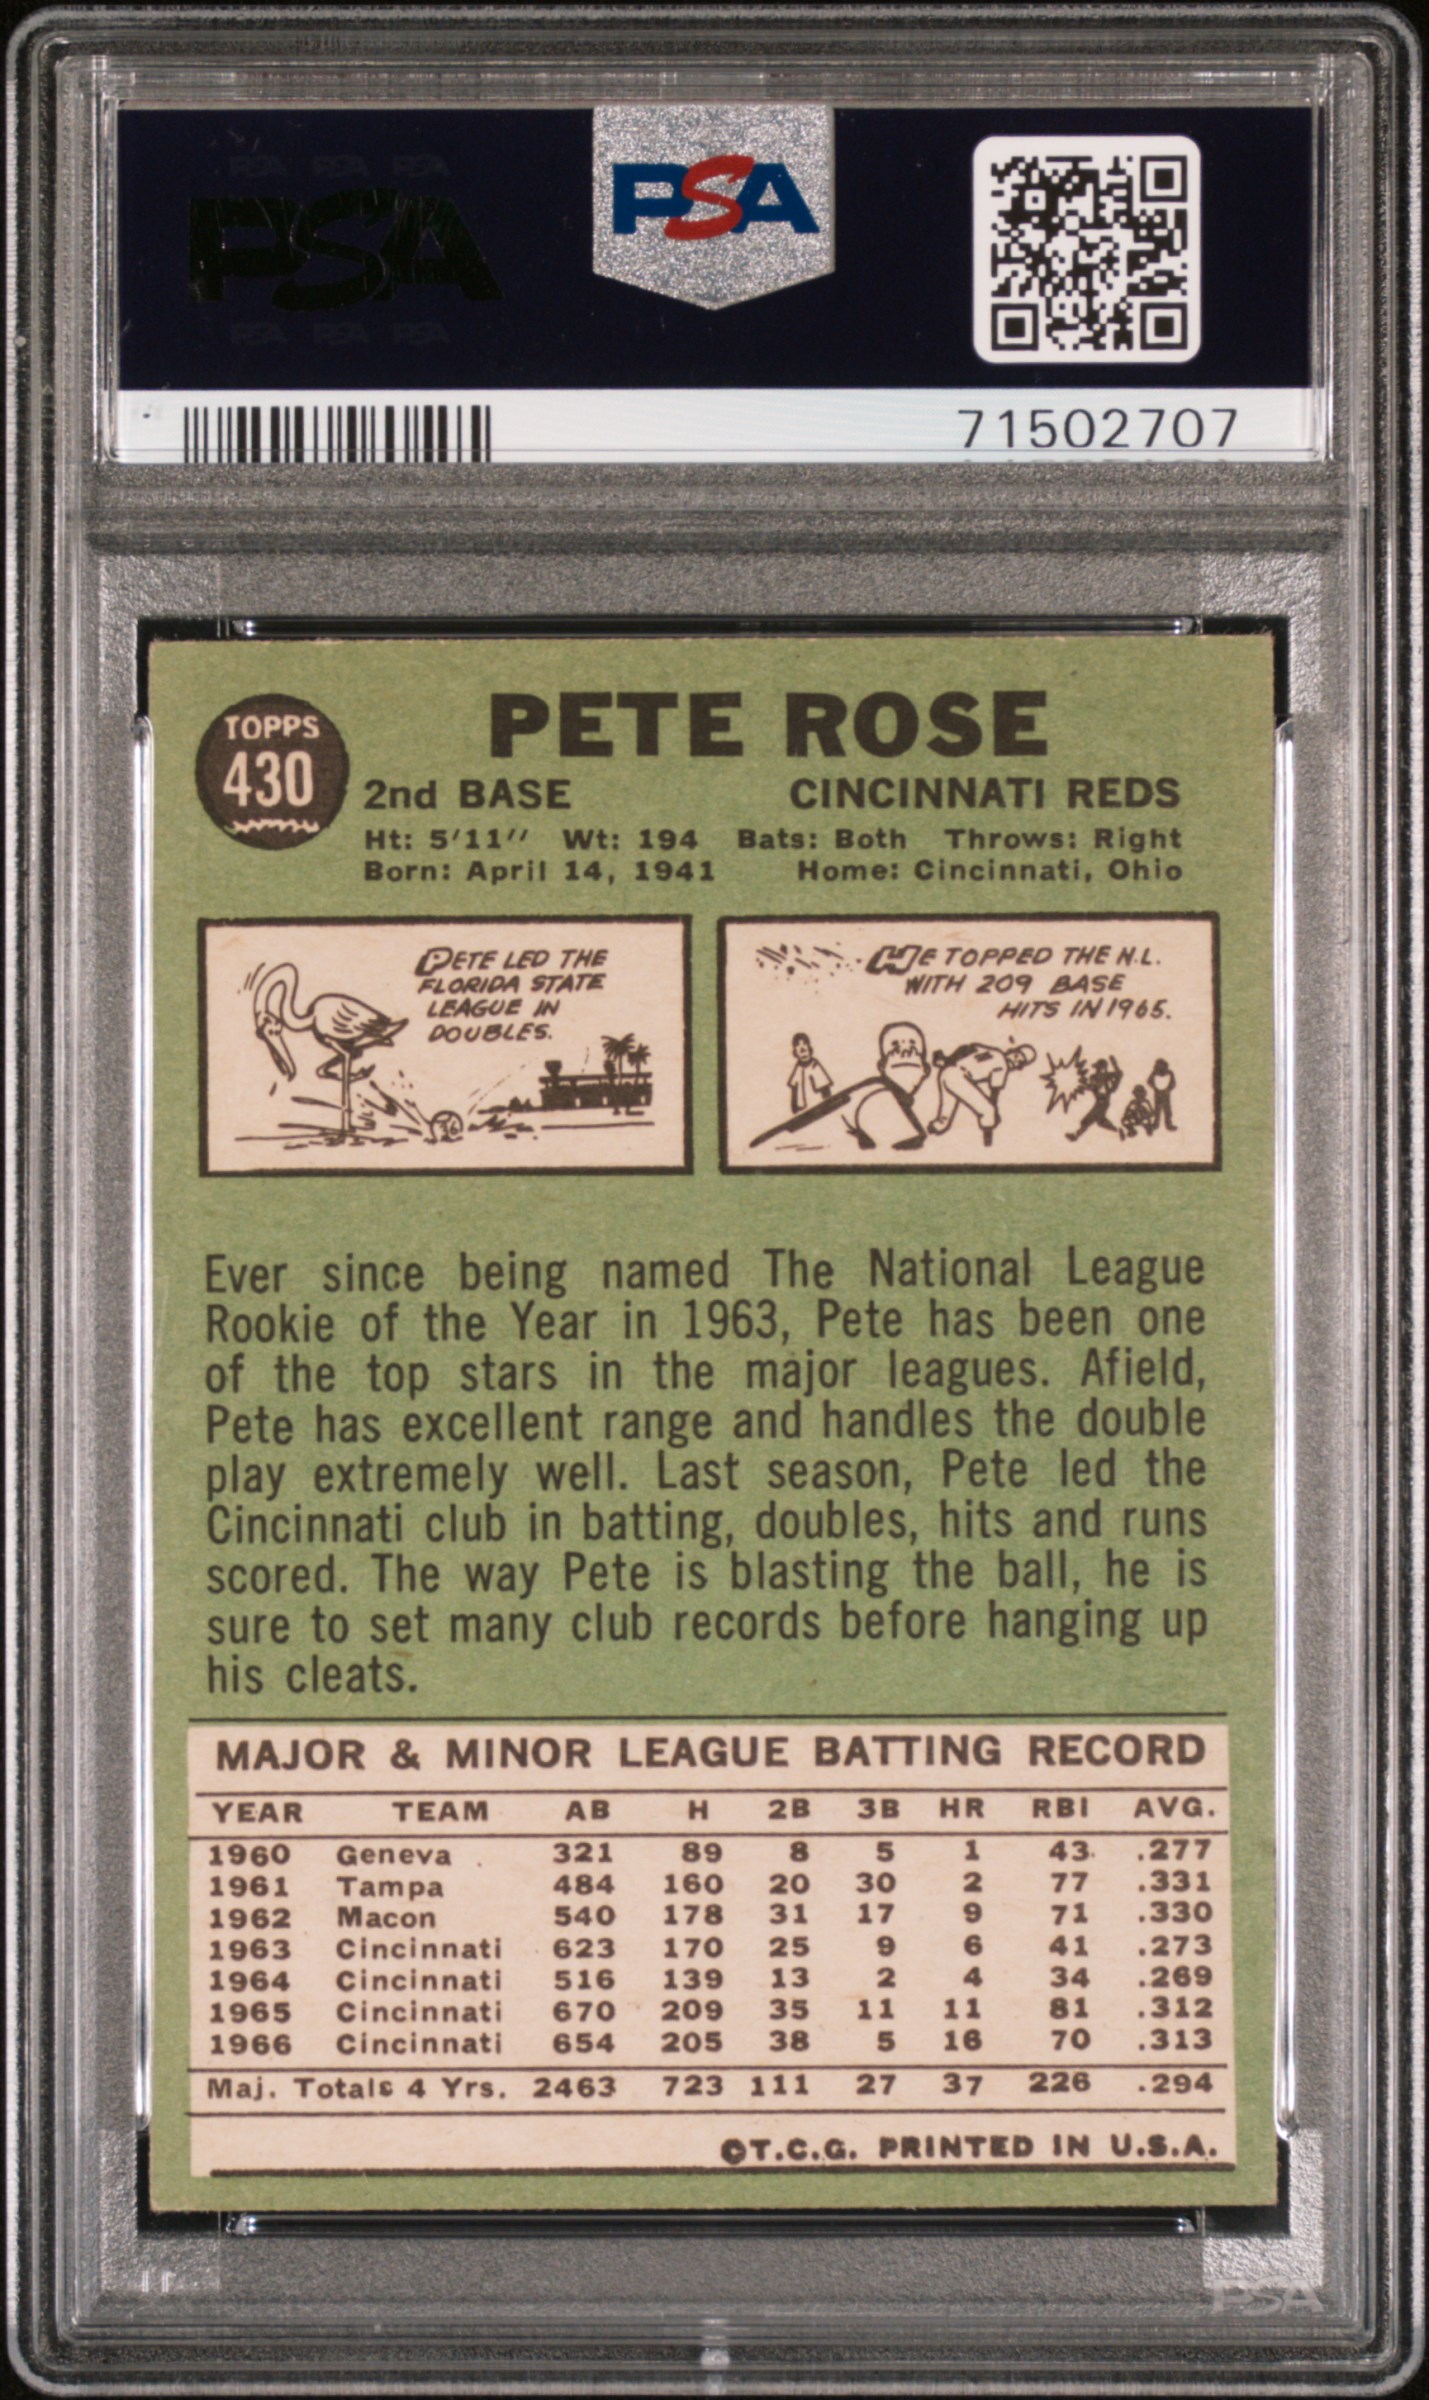 PSA PSA PSA
PSA
PSA PSA PSA
PSA
71502707
TOPPS
430
PETE ROSE
2nd BASE CINCINNATI REDS
Ht: 5'11" Wt: 194 Bats: Both Throws: Right
Born: April 14, 1941 Home: Cincinnati, Ohio
PETE LED THE
FLORIDA STATE
LEAGUE IN
DOUBLES.
HE TOPPED THE N.L.
WITH 209 BASE
HITS IN 1965.
Ever since being named The National League
Rookie of the Year in 1963, Pete has been one
of the top stars in the major leagues. Afield,
Pete has excellent range and handles the double
play extremely well. Last season, Pete led the
Cincinnati club in batting, doubles, hits and runs
scored. The way Pete is blasting the ball, he is
sure to set many club records before hanging up
his cleats.
MAJOR & MINOR LEAGUE BATTING RECORD
YEAR TEAM AB H 2B 3B HR RBI AVG.
1960 Geneva 321 89 8 5 1 43 .277
1961 Tampa 484 160 20 30 2 77 .331
1962 Macon 540 178 31 17 9 71 .330
1963 Cincinnati 623 170 25 9 6 41 .273
1964 Cincinnati 516 139 13 2 4 34 .269
1965 Cincinnati 670 209 35 11 11 81 .312
1966 Cincinnati 654 205 38 5 16 70 .313
Maj. Totals 4 Yrs. 2463 723 111 27 37 226 .294
©T.C.G. PRINTED IN U.S.A.
PSA